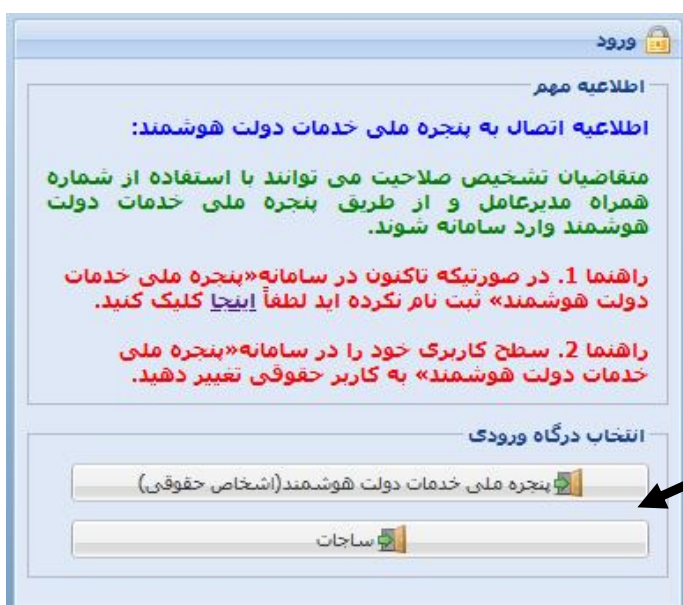 ورود
اطلاعیه مهم
اطلاعیه اتصال به پنجره ملی خدمات دولت هوشمند:
متقاضیان تشخیص صلاحیت می توانند با استفاده از شماره
همراه مدیرعامل و از طریق پنجره ملی خدمات دولت
هوشمند وارد سامانه شوند.
راهنما 1. در صورتیکه تاکنون در سامانه«پنجره ملی خدمات
دولت هوشمند» ثبت نام نکرده اید لطفاً اینجا کلیک کنید.
راهنما 2. سطح کاربری خود را در سامانه«پنجره ملی
خدمات دولت هوشمند» به کاربر حقوقی تغییر دهید.
انتخاب درگاه ورودی
پنجره ملی خدمات دولت هوشمند(اشخاص حقوقی)
ساجات